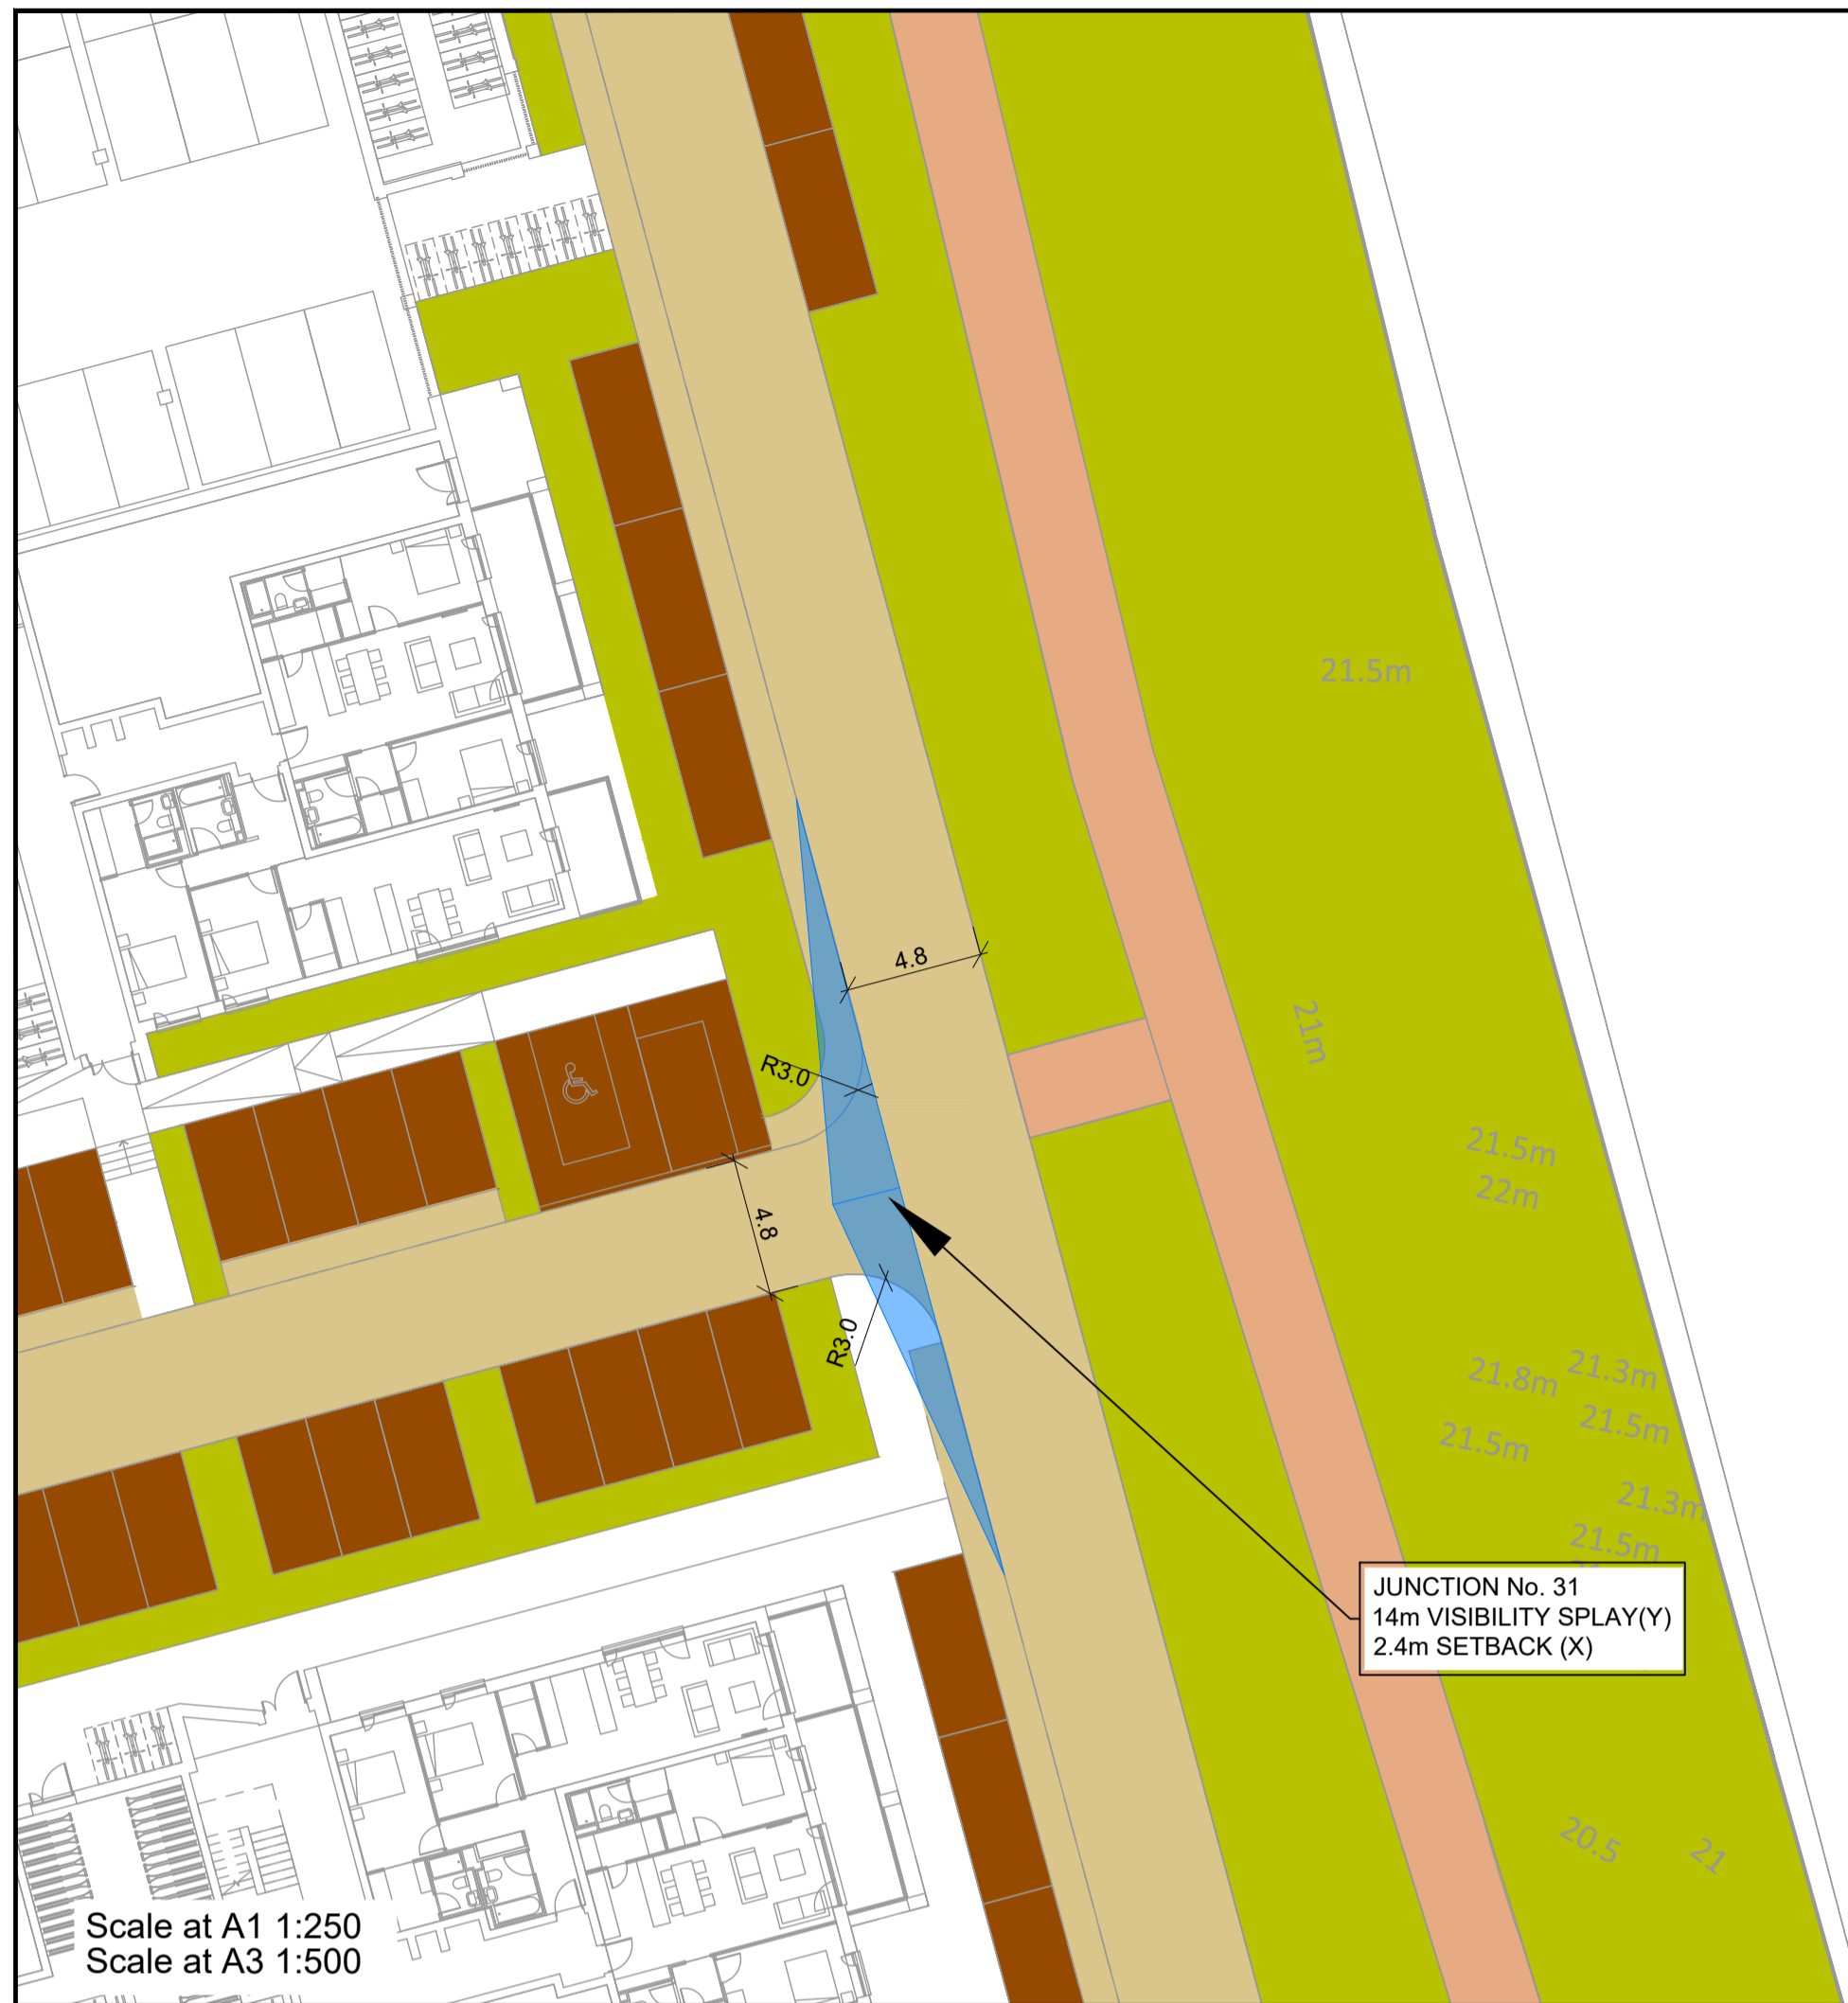 21.5m
4.8
21m
R3.0
21.5m
22m
4.8
R3.0
21.8m
21.3m
21.5m
21.5m
21.3m
21.5m
JUNCTION No. 31
14m VISIBILITY SPLAY(Y)
2.4m SETBACK (X)
20.5
21
Scale at A1 1:250
Scale at A3 1:500